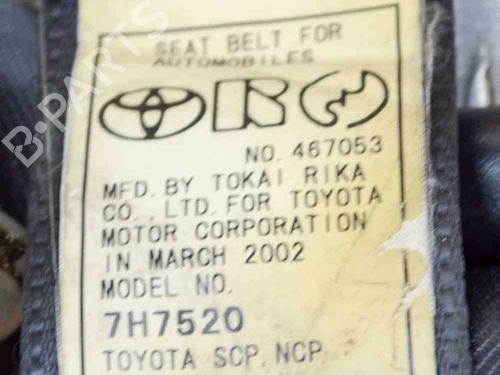 SEAT BELT FOR
AUTOMOBILES
NO. 467053
MFD. BY TOKAI RIKA
CO., LTD. FOR TOYOTA
MOTOR CORPORATION
IN MARCH 2002
MODEL NO.
7H7520
TOYOTA SCP, NCP
B-PARTS